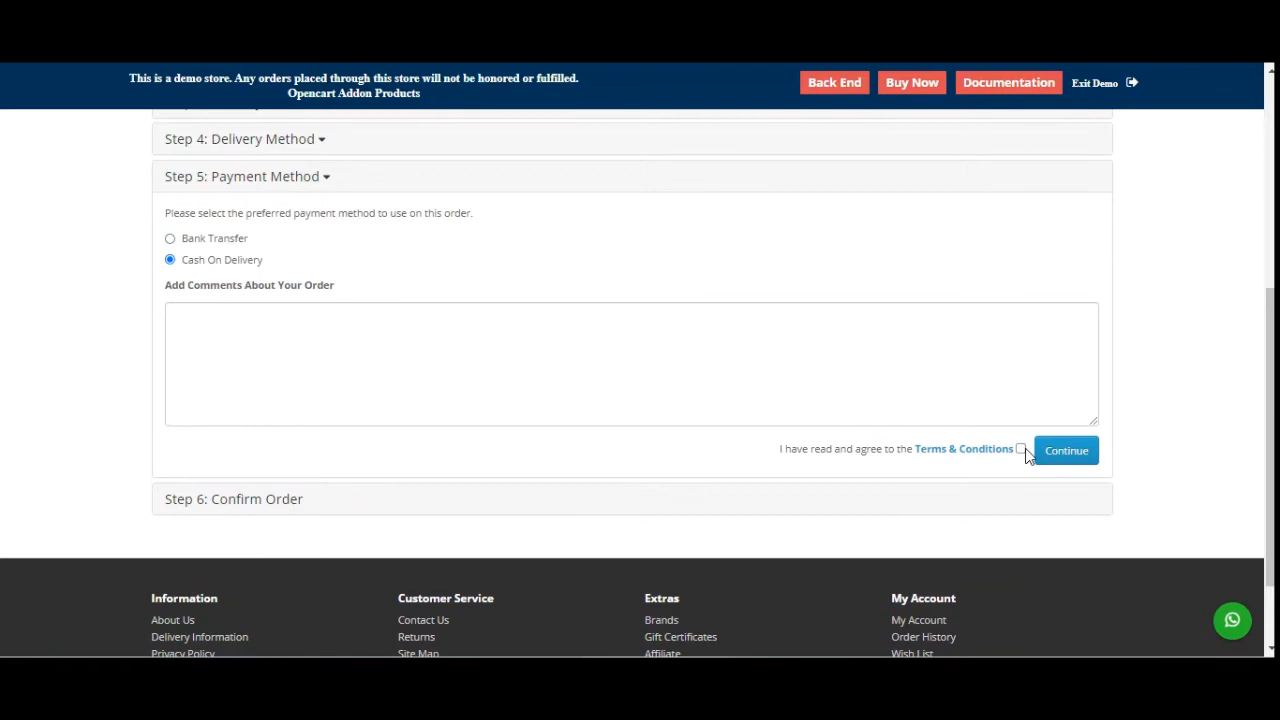 This is a demo store. Any orders placed through this store will not be honored or fulfilled.
Opencart Addon Products
Back End
Buy Now
Documentation
Exit Demo
Step 4: Delivery Method
Step 5: Payment Method
Please select the preferred payment method to use on this order.
Bank Transfer
Cash On Delivery
Add Comments About Your Order
I have read and agree to the Terms & Conditions
Continue
Step 6: Confirm Order
Information
Customer Service
Extras
My Account
About Us
Contact Us
Brands
My Account
Delivery Information
Returns
Gift Certificates
Order History
Privacy Policy
Site Map
Affiliate
Wish List